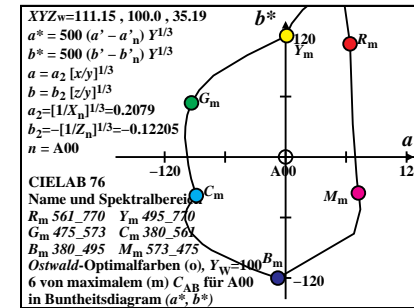 XYZw=111.15 , 100.0 , 35.19
a* = 500 (a' - a'n) Y1/3
b* = 500 (b' - b'n) Y1/3
a = a2 [x/y]1/3
b = b2 [z/y]1/3
a2=[1/Xn]1/3=0.2079
b2=−[1/Zn]1/3=−0.12205
n = A00
b*
120
Ym
Rm
Gm
a
−120
A00
12
CIELAB 76
Name und Spektralbereich
Rm 561_770 Ym 495_770
Gm 475_573 Cm 380_561
Bm 380_495 Mm 573_475
Cm
Mm
Bm
−120
Ostwald-Optimalfarben (o), YW=100
6 von maximalem (m) CAB für A00
in Buntheitsdiagram (a*, b*)